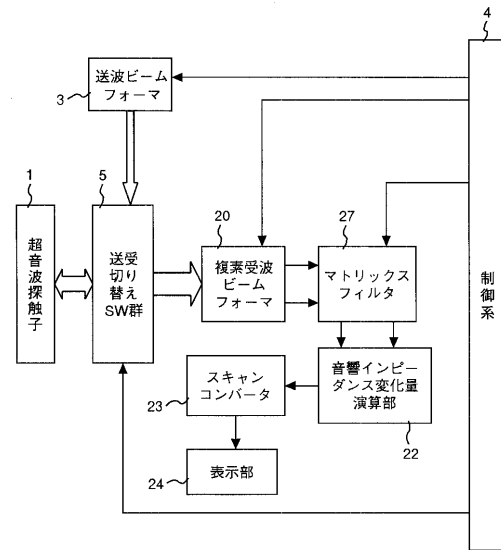 4
送波ビーム
フォーマ
3
1
5
20
27
超音波探触子
送受
切り替え
SW群
複素受波
ビーム
フォーマ
マトリックス
フィルタ
制御系
スキャン
コンバータ
23
音響インピー
ダンス変化量
演算部
22
表示部
24